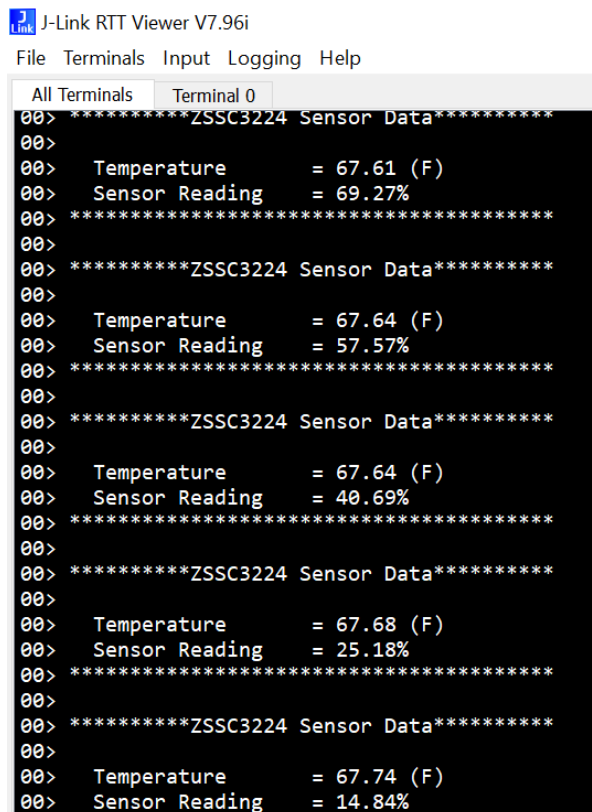 J-Link RTT Viewer V7.96i
File Terminals Input Logging Help
All Terminals Terminal 0
00> **********ZSSC3224 Sensor Data**********
00>
00> Temperature = 67.61 (F)
00> Sensor Reading = 69.27%
00> ****************************************
00>
00> **********ZSSC3224 Sensor Data**********
00>
00> Temperature = 67.64 (F)
00> Sensor Reading = 57.57%
00> ****************************************
00>
00> **********ZSSC3224 Sensor Data**********
00>
00> Temperature = 67.64 (F)
00> Sensor Reading = 40.69%
00> ****************************************
00>
00> **********ZSSC3224 Sensor Data**********
00>
00> Temperature = 67.68 (F)
00> Sensor Reading = 25.18%
00> ****************************************
00>
00> **********ZSSC3224 Sensor Data**********
00>
00> Temperature = 67.74 (F)
00> Sensor Reading = 14.84%